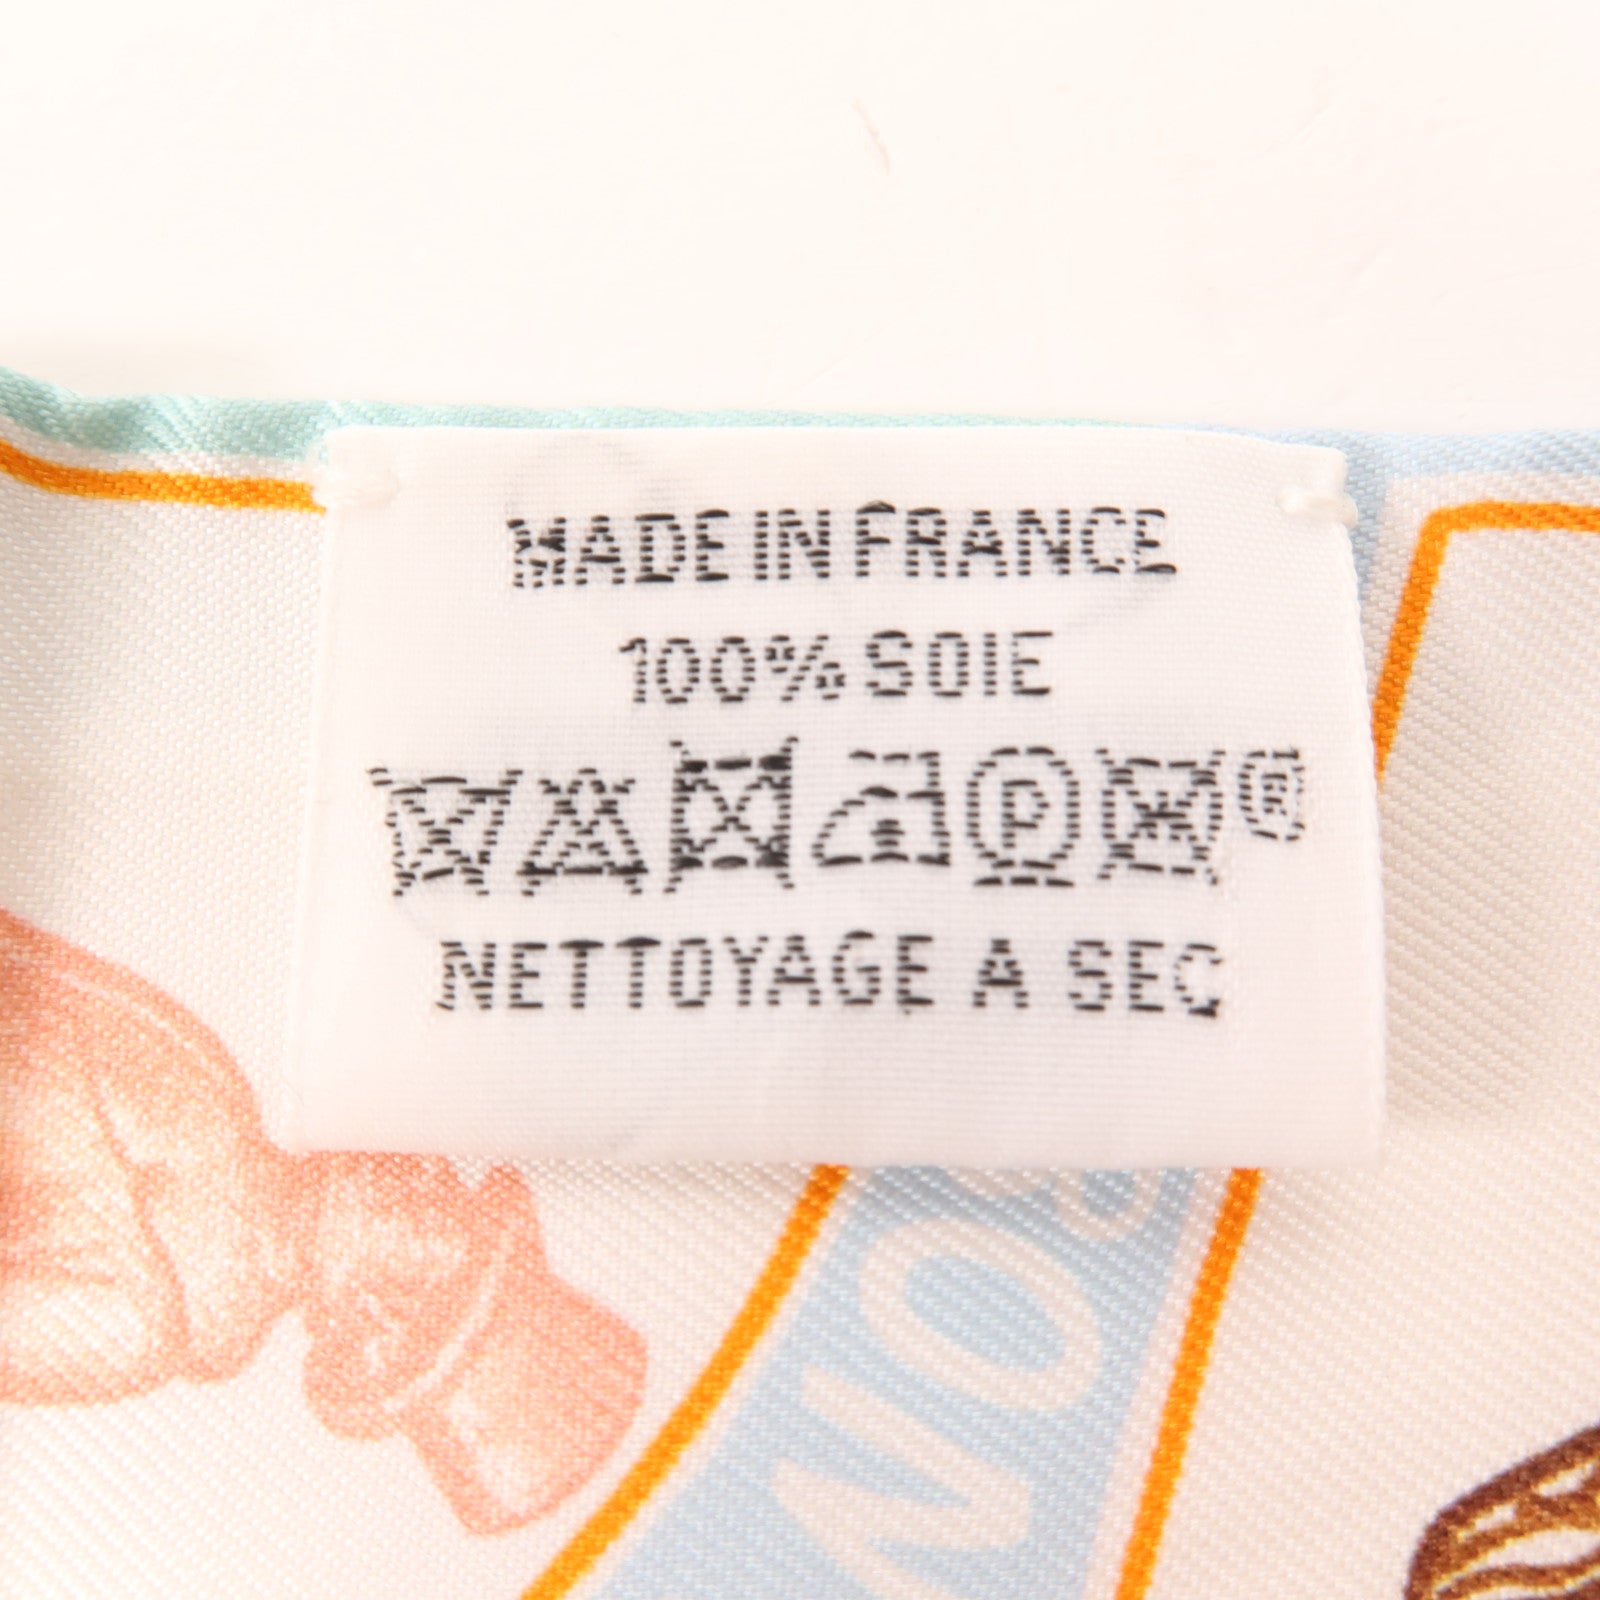 MADE IN FRANCE
100% SOIE
P ®
NETTOYAGE A SEC